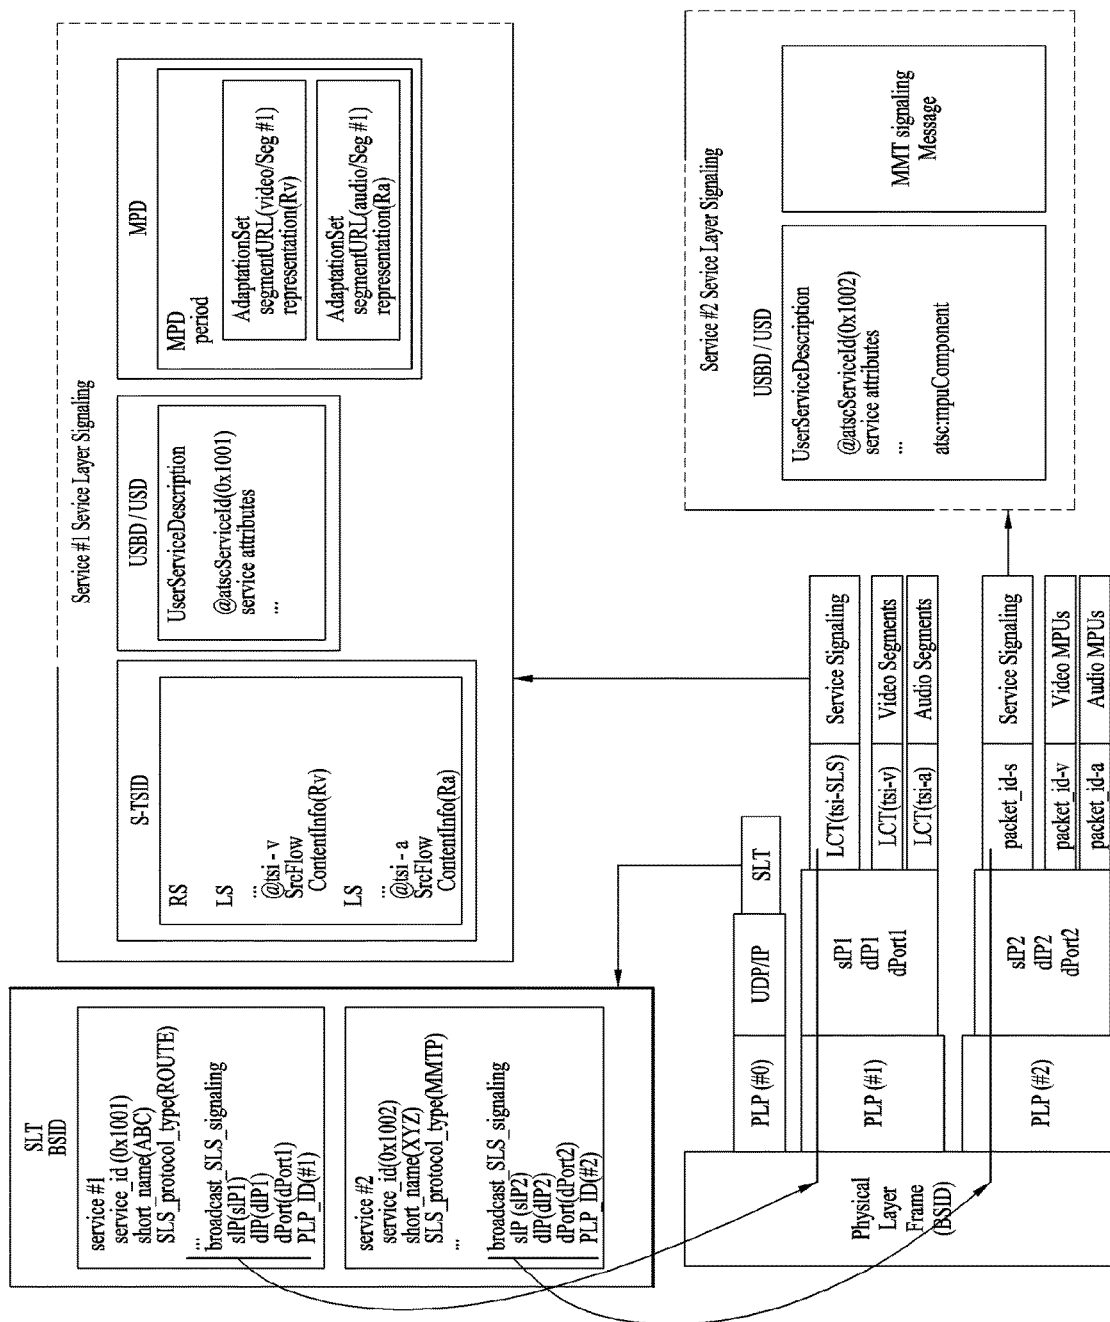 SLT
BSID
service #1
service_id (0x1001)
short_name(ABC)
SLS_protocol_type(ROUTE)
...
broadcast_SLS_signaling
sIP(sIP1)
dIP(dIP1)
dPort(dPort1)
PLP_ID(#1)
service #2
service_id(0x1002)
short_name(XYZ)
SLS_protocol_type(MMTP)
...
broadcast_SLS_signaling
sIP (sIP2)
dIP(dIP2)
dPort(dPort2)
PLP_ID(#2)
Service #1 Sevice Layer Signaling
S-TSID
RS
LS
...
@tsi - v
SrcFlow
ContentInfo(Rv)
LS
...
@tsi - a
SrcFlow
ContentInfo(Ra)
USBD / USD
UserServiceDescription
@atscServiceId(0x1001)
service attributes
...
MPD
MPD
period
AdaptationSet
segmentURL(video/Seg #1)
representation(Rv)
AdaptationSet
segmentURL(audio/Seg #1)
representation(Ra)
Physical
Layer
Frame
(BSID)
PLP (#0)
UDP/IP
SLT
PLP (#1)
sIP1
dIP1
dPort1
LCT(tsi-SLS)
Service Signaling
LCT(tsi-v)
Video Segments
LCT(tsi-a)
Audio Segments
PLP (#2)
sIP2
dIP2
dPort2
packet_id-s
Service Signaling
packet_id-v
Video MPUs
packet_id-a
Audio MPUs
Service #2 Sevice Layer Signaling
USBD / USD
UserServiceDescription
@atscServiceId(0x1002)
service attributes
...
atsc:mpuComponent
MMT signaling
Message